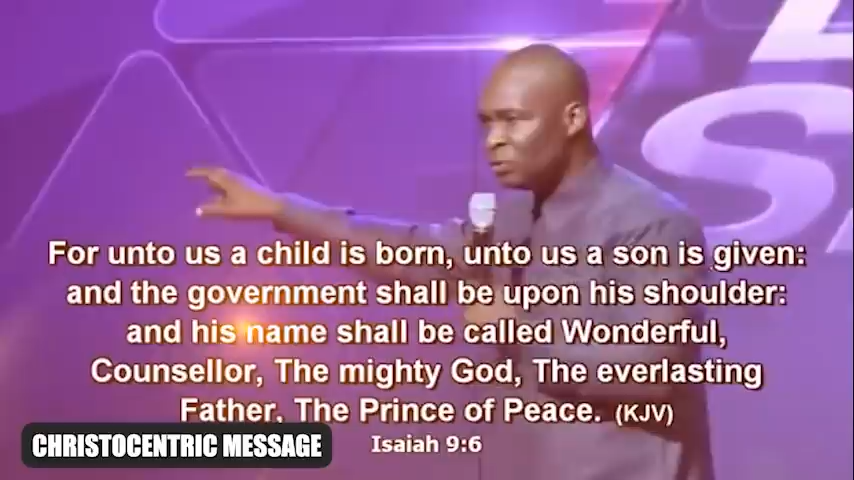 For unto us a child is born, unto us a son is given:
and the government shall be upon his shoulder:
and his name shall be called Wonderful,
Counsellor, The mighty God, The everlasting
Father, The Prince of Peace. (KJV)
Isaiah 9:6
CHRISTOCENTRIC MESSAGE